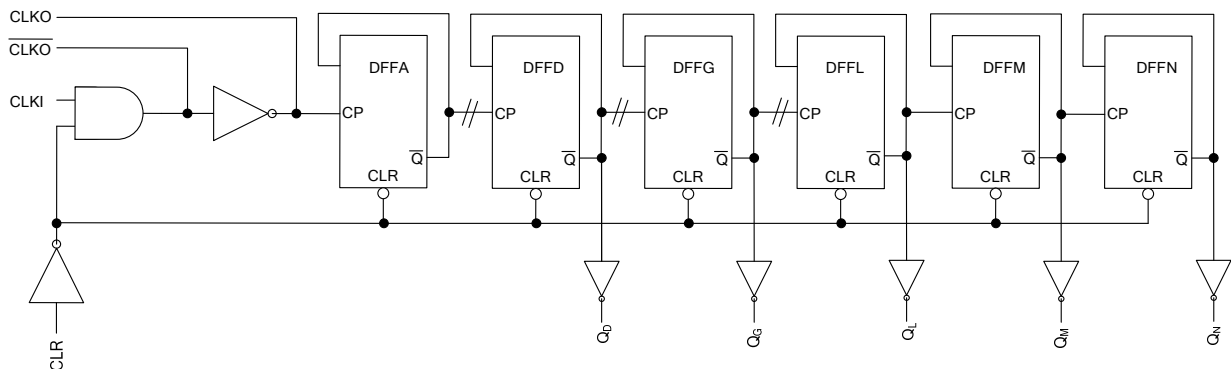 CLKO
CLKO
CLKI
DFFA
DFFD
DFFG
DFFL
DFFM
DFFN
CP
CP
CP
CP
CP
CP
Q
Q
Q
Q
Q
Q
CLR
CLR
CLR
CLR
CLR
CLR
CLR
QD
QG
QL
QM
QN